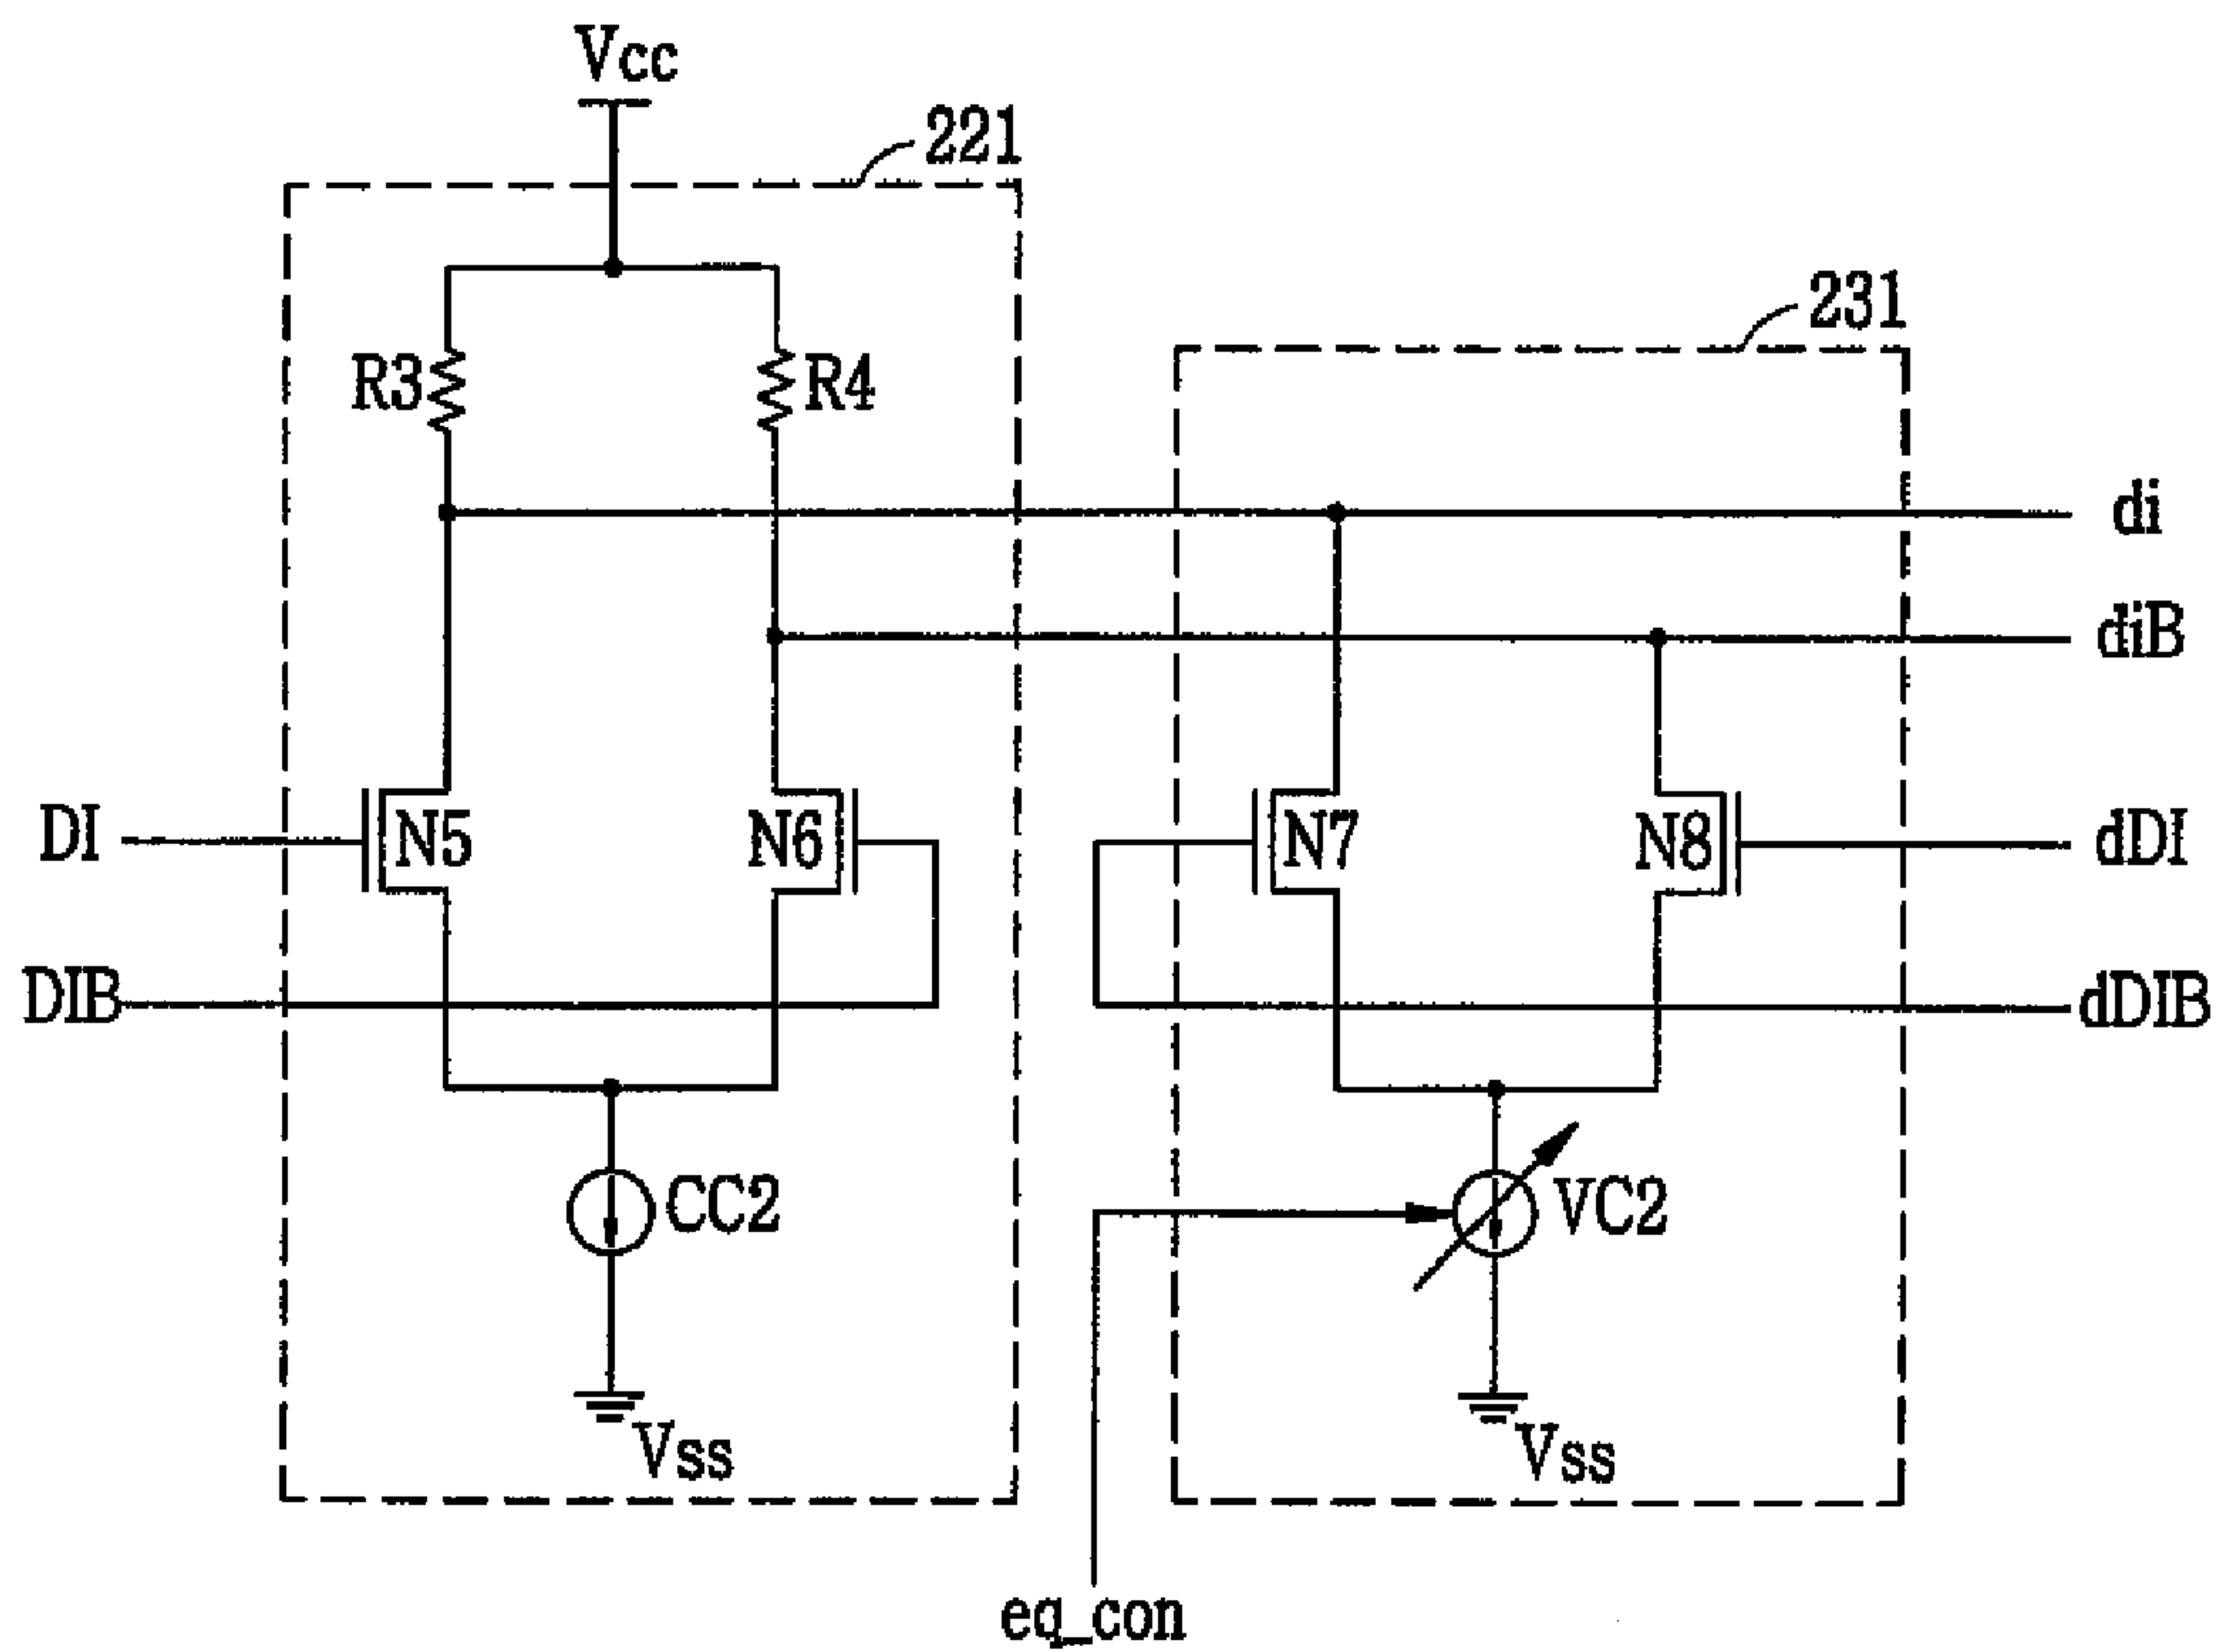 Vcc
221
231
R3
R4
di
diB
DI
N5
N6
N7
N8
dDI
DIB
dDIB
CC2
VC2
Vss
Vss
eq_con